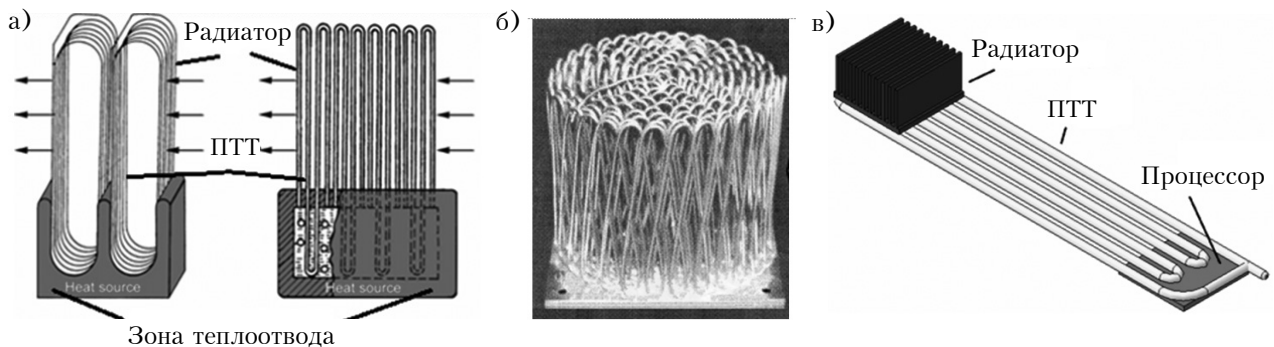 а)
Радиатор
ПТТ
Heat source
Heat source
Зона теплоотвода
б)
в)
Радиатор
ПТТ
Процессор